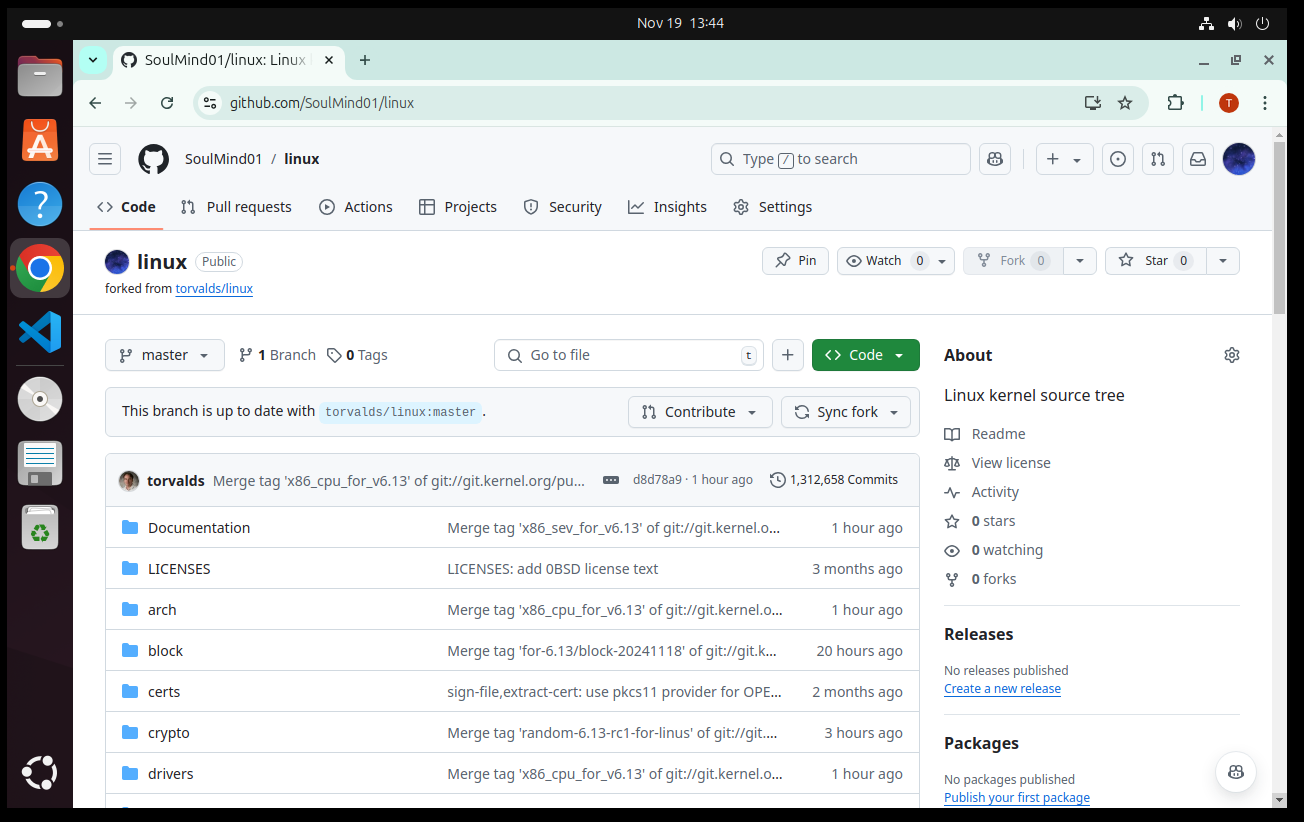 Nov 19 13:44
SoulMind01/linux: Linux
github.com/SoulMind01/linux
T
SoulMind01 / linux
Type / to search
Code Pull requests Actions Projects Security Insights Settings
linux Public
Pin Watch 0 Fork 0 Star 0
forked from torvalds/linux
master 1 Branch 0 Tags
Go to file t
Code
About
Linux kernel source tree
This branch is up to date with torvalds/linux:master .
Contribute Sync fork
Readme
View license
Activity
0 stars
0 watching
0 forks
torvalds Merge tag 'x86_cpu_for_v6.13' of git://git.kernel.org/pu... d8d78a9 · 1 hour ago 1,312,658 Commits
Documentation Merge tag 'x86_sev_for_v6.13' of git://git.kernel.o... 1 hour ago
LICENSES LICENSES: add 0BSD license text 3 months ago
arch Merge tag 'x86_cpu_for_v6.13' of git://git.kernel.o... 1 hour ago
block Merge tag 'for-6.13/block-20241118' of git://git.k... 20 hours ago
certs sign-file,extract-cert: use pkcs11 provider for OPE... 2 months ago
crypto Merge tag 'random-6.13-rc1-for-linus' of git://git.... 3 hours ago
drivers Merge tag 'x86_cpu_for_v6.13' of git://git.kernel.o... 1 hour ago
Releases
No releases published
Create a new release
Packages
No packages published
Publish your first package